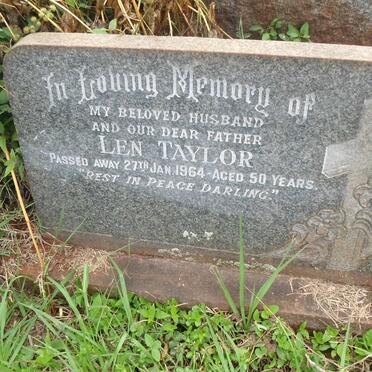 In Loving Memory of
MY BELOVED HUSBAND
AND OUR DEAR FATHER
LEN TAYLOR
PASSED AWAY 27TH JAN. 1964 - AGED 50 YEARS.
"REST IN PEACE DARLING"